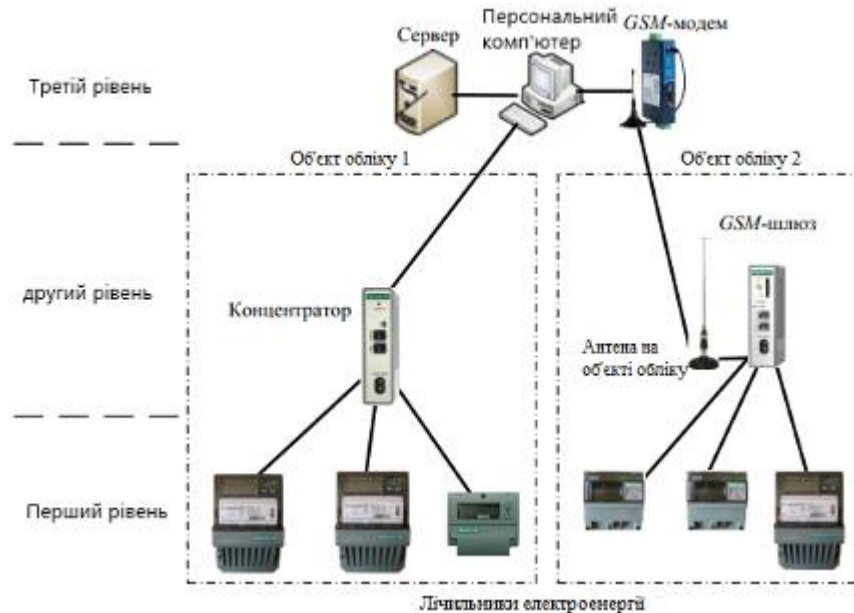 Сервер
Персональний
комп'ютер
GSM-модем
Третій рівень
Об'єкт обліку 1
Об'єкт обліку 2
GSM-шлюз
другий рівень
Концентратор
Антена на
об'єкті обліку
Перший рівень
Лічильники електроенергії